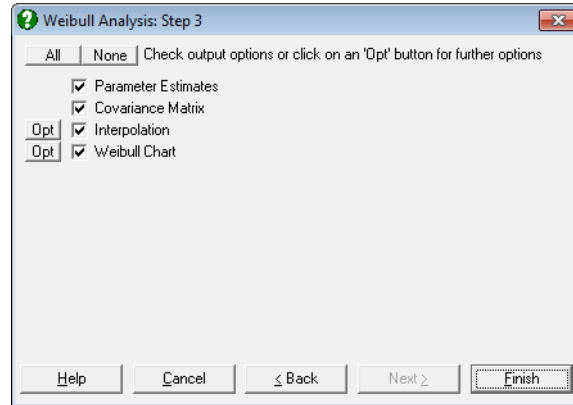 Weibull Analysis: Step 3
All None Check output options or click on an 'Opt' button for further options
Parameter Estimates
Covariance Matrix
Opt Interpolation
Opt Weibull Chart
Help Cancel < Back Next > Finish